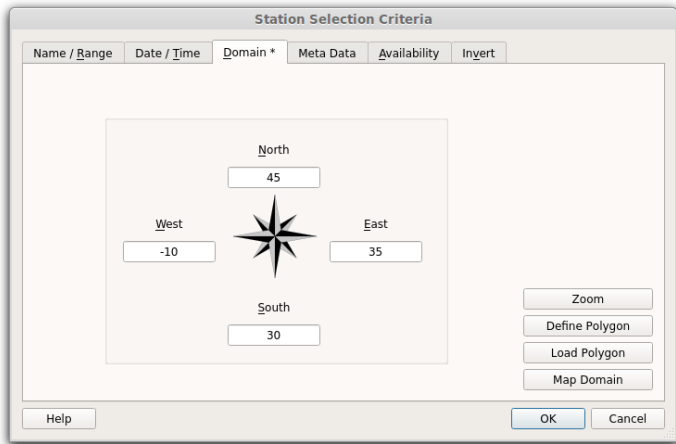 Station Selection Criteria
Name / Range Date / Time Domain * Meta Data Availability Invert
North
45
West East
-10 35
South
30
Zoom
Define Polygon
Load Polygon
Map Domain
Help OK Cancel